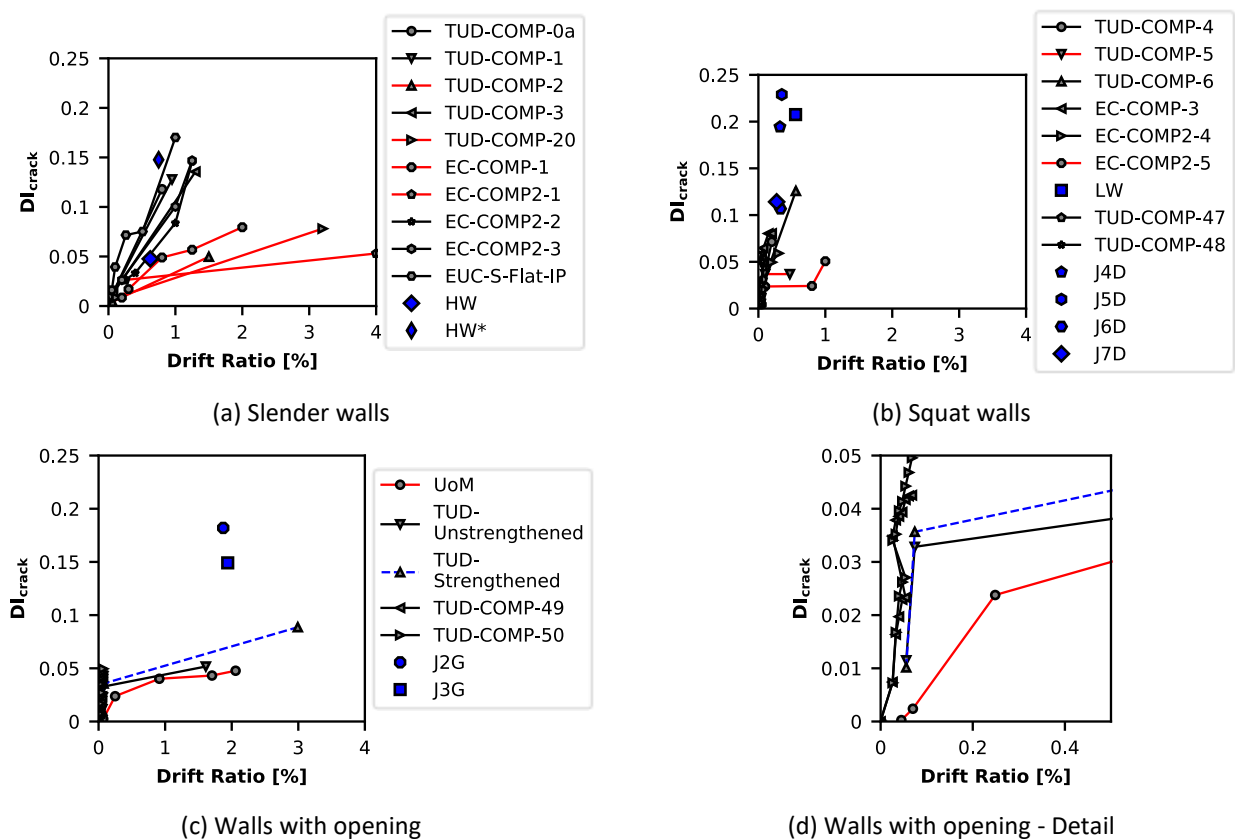 0.25
0.2
0.15
0.1
0.05
0
DI_crack
0 1 2 3 4
Drift Ratio [%]
TUD-COMP-0a
TUD-COMP-1
TUD-COMP-2
TUD-COMP-3
TUD-COMP-20
EC-COMP-1
EC-COMP2-1
EC-COMP2-2
EC-COMP2-3
EUC-S-Flat-IP
HW
HW*
(a) Slender walls
0.25
0.2
0.15
0.1
0.05
0
DI_crack
0 1 2 3 4
Drift Ratio [%]
TUD-COMP-4
TUD-COMP-5
TUD-COMP-6
EC-COMP-3
EC-COMP2-4
EC-COMP2-5
LW
TUD-COMP-47
TUD-COMP-48
J4D
J5D
J6D
J7D
(b) Squat walls
0.25
0.2
0.15
0.1
0.05
0
DI_crack
0 1 2 3 4
Drift Ratio [%]
UoM
TUD-
Unstrengthened
TUD-
Strengthened
TUD-COMP-49
TUD-COMP-50
J2G
J3G
(c) Walls with opening
0.05
0.04
0.03
0.02
0.01
0
DI_crack
0 0.2 0.4
Drift Ratio [%]
(d) Walls with opening - Detail